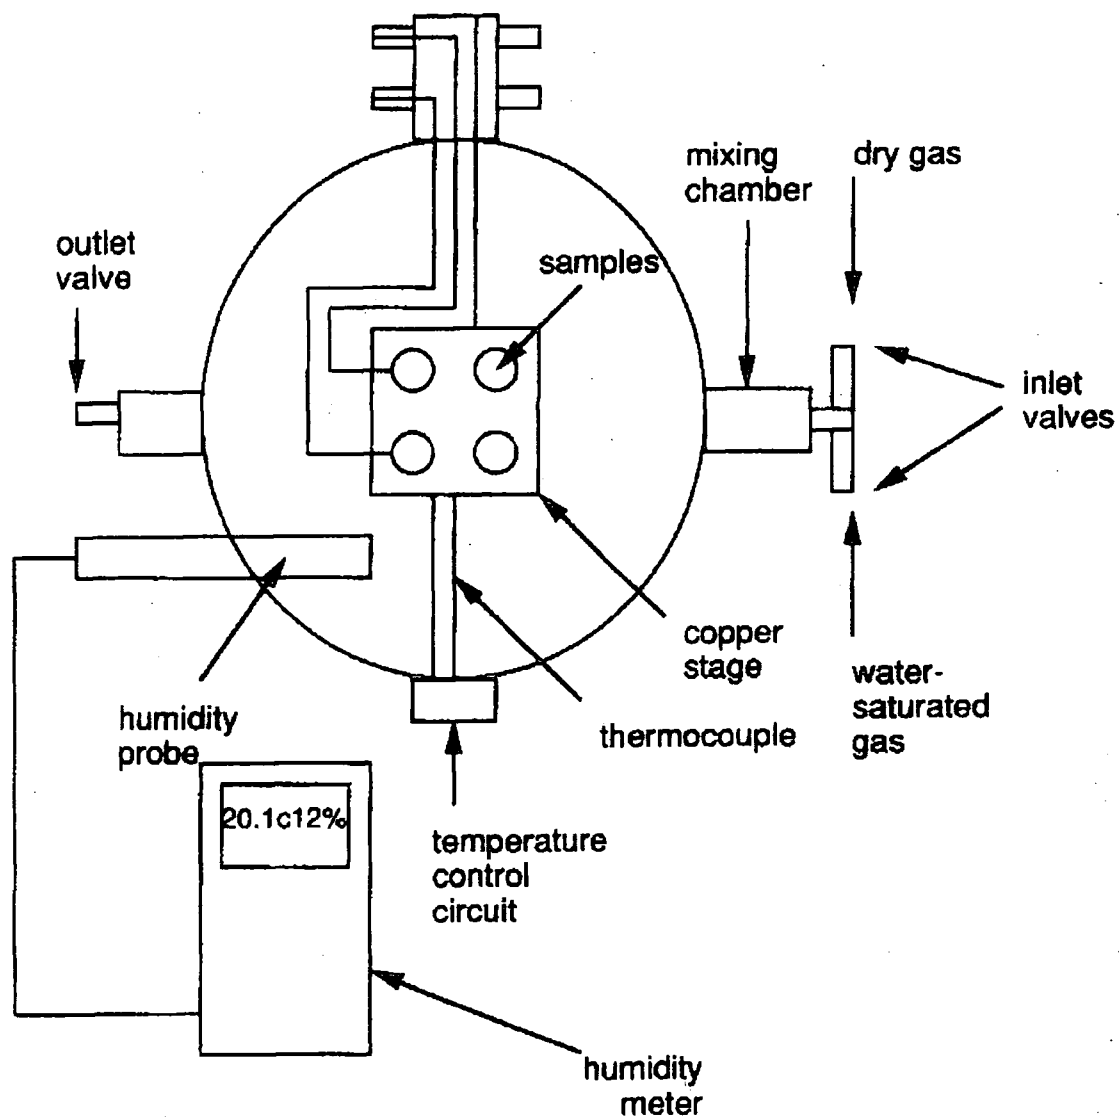 mixing
chamber
dry gas
outlet
valve
samples
inlet
valves
copper
stage
water-
saturated
gas
thermocouple
humidity
probe
20.1c12%
temperature
control
circuit
humidity
meter